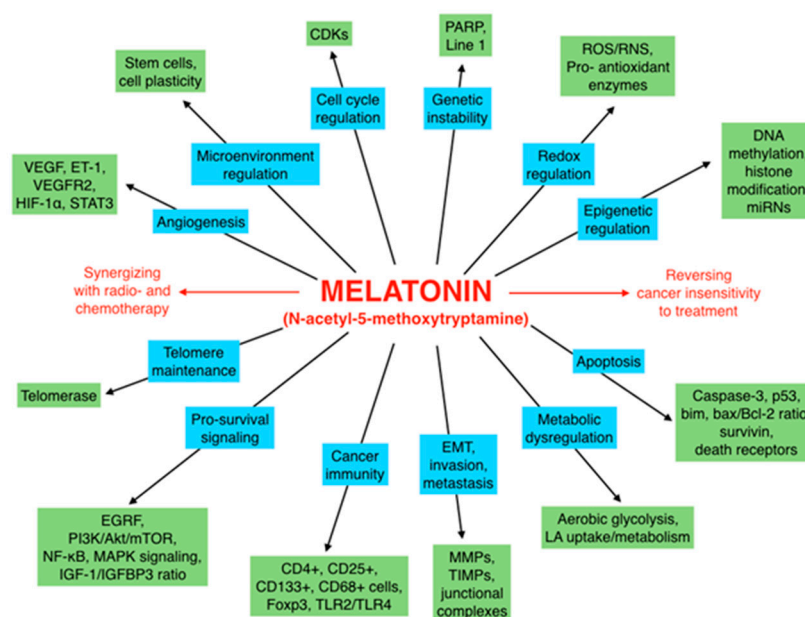 CDKs
PARP,
Line 1
ROS/RNS,
Pro- antioxidant
enzymes
Stem cells,
cell plasticity
Cell cycle
regulation
Genetic
instability
DNA
methylation
histone
modification
miRNs
Microenvironment
regulation
Redox
regulation
VEGF, ET-1,
VEGFR2,
HIF-1α, STAT3
Angiogenesis
Epigenetic
regulation
Synergizing
with radio- and
chemotherapy
MELATONIN
(N-acetyl-5-methoxytryptamine)
Reversing
cancer insensitivity
to treatment
Telomere
maintenance
Apoptosis
Telomerase
Pro-survival
signaling
Cancer
immunity
EMT,
invasion,
metastasis
Metabolic
dysregulation
Caspase-3, p53,
bim, bax/Bcl-2 ratio
survivin,
death receptors
EGRF,
PI3K/Akt/mTOR,
NF-κB, MAPK signaling,
IGF-1/IGFBP3 ratio
CD4+, CD25+,
CD133+, CD68+ cells,
Foxp3, TLR2/TLR4
MMPs,
TIMPs,
junctional
complexes
Aerobic glycolysis,
LA uptake/metabolism